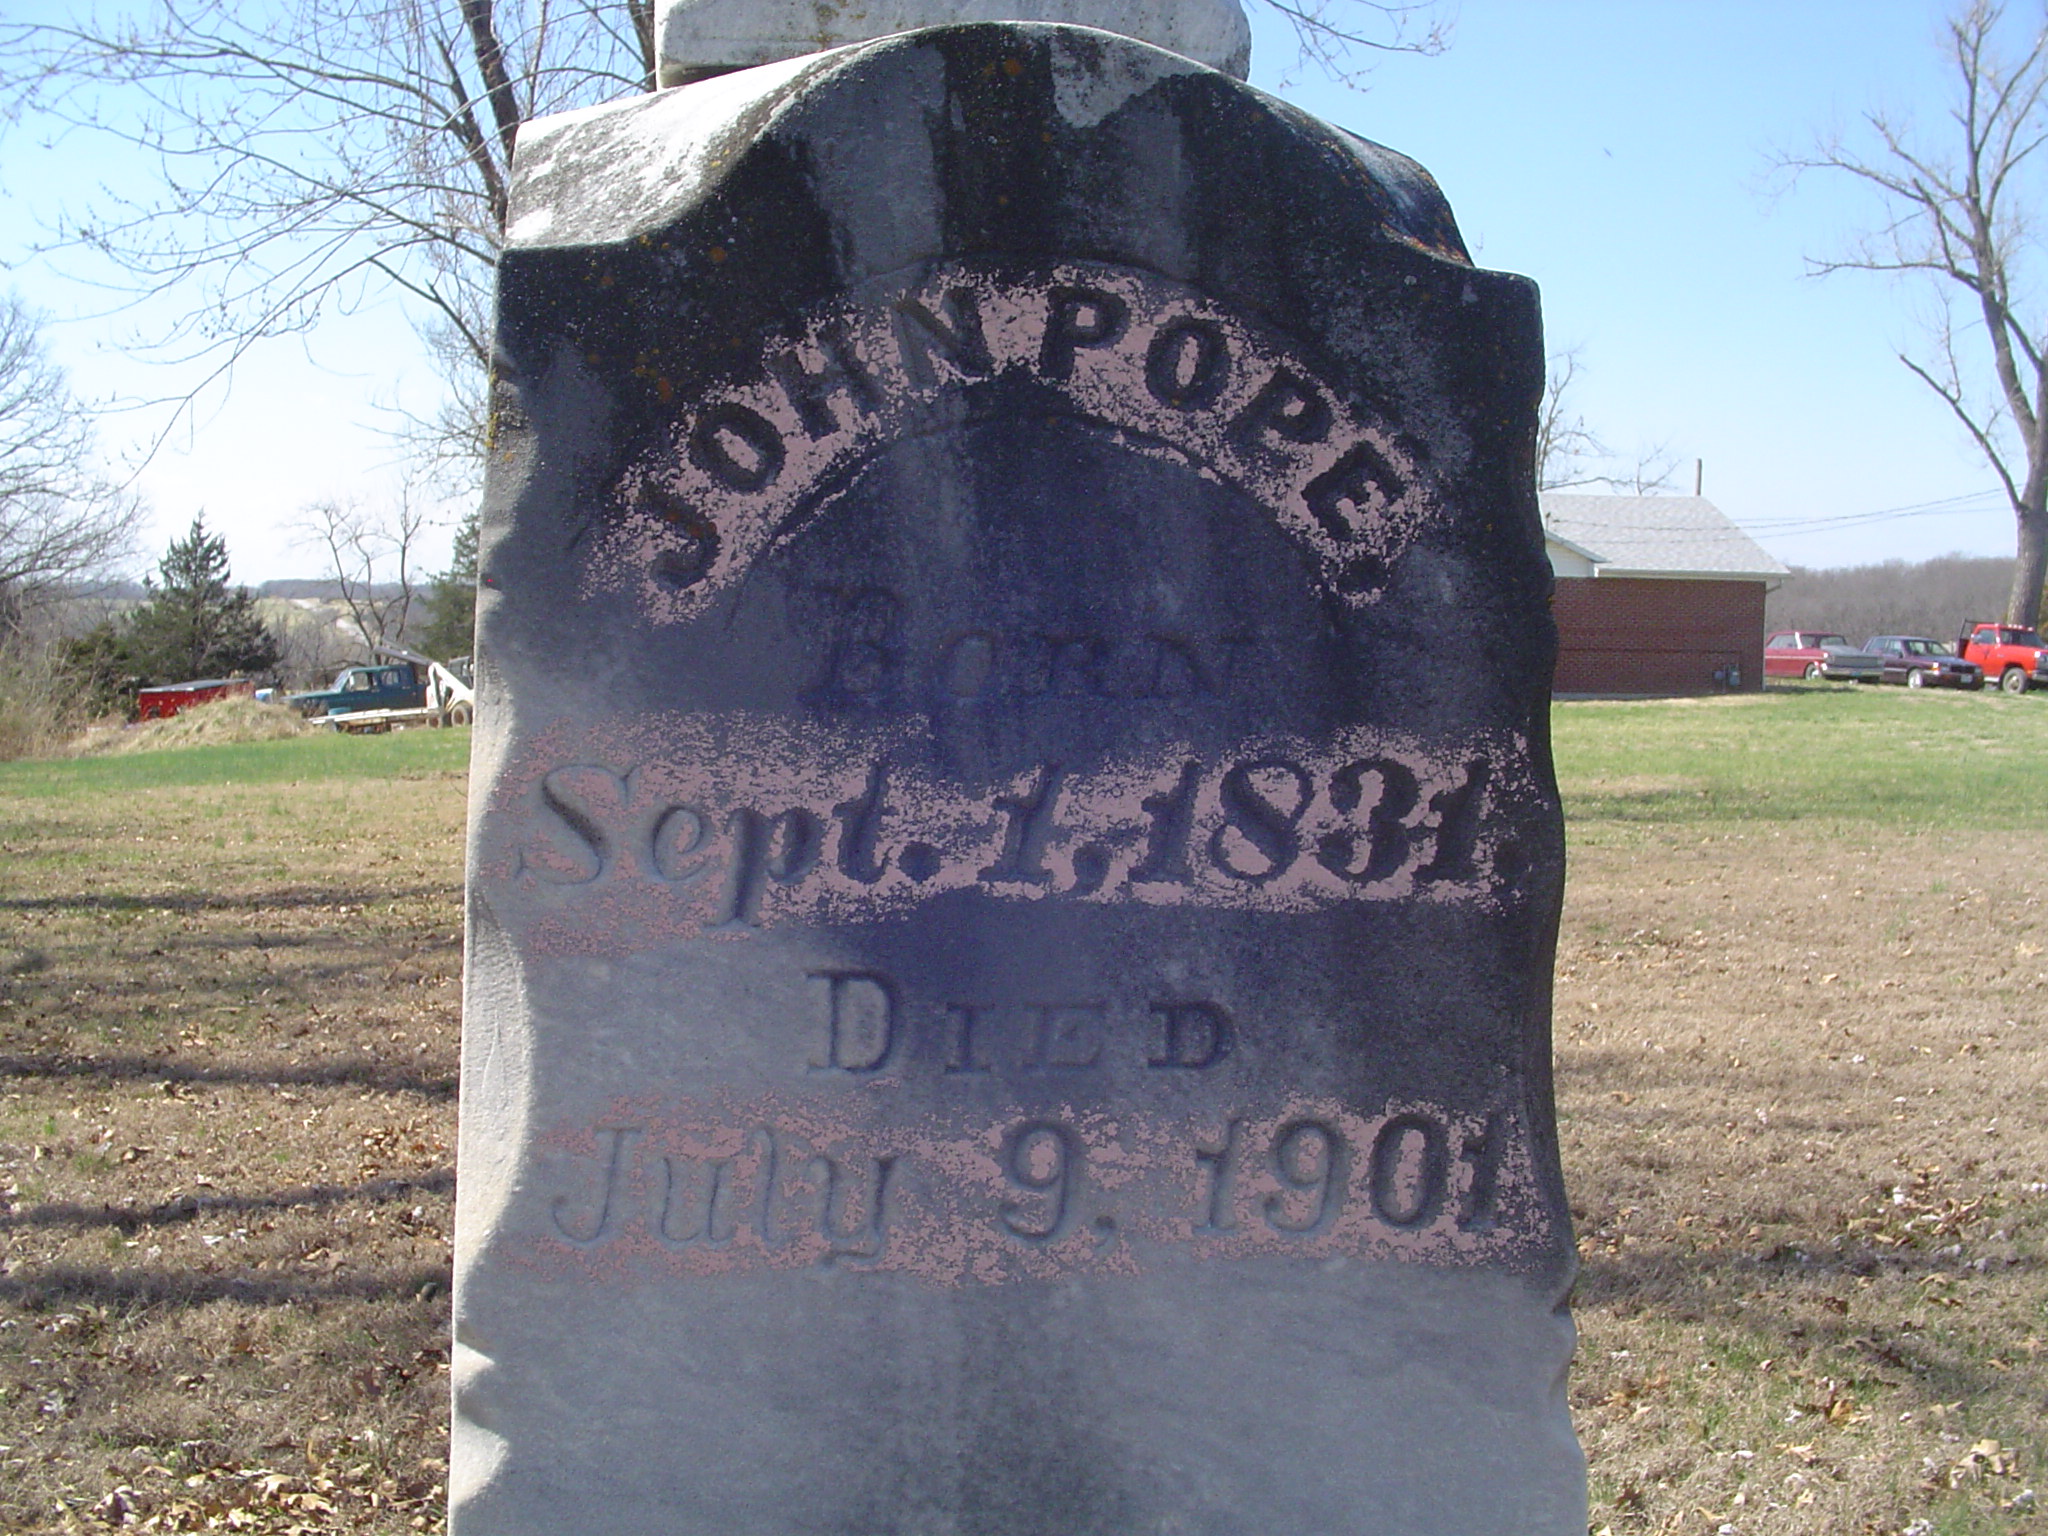 JOHN POPE,
BORN
Sept. 1, 1831.
DIED
July 9, 1901